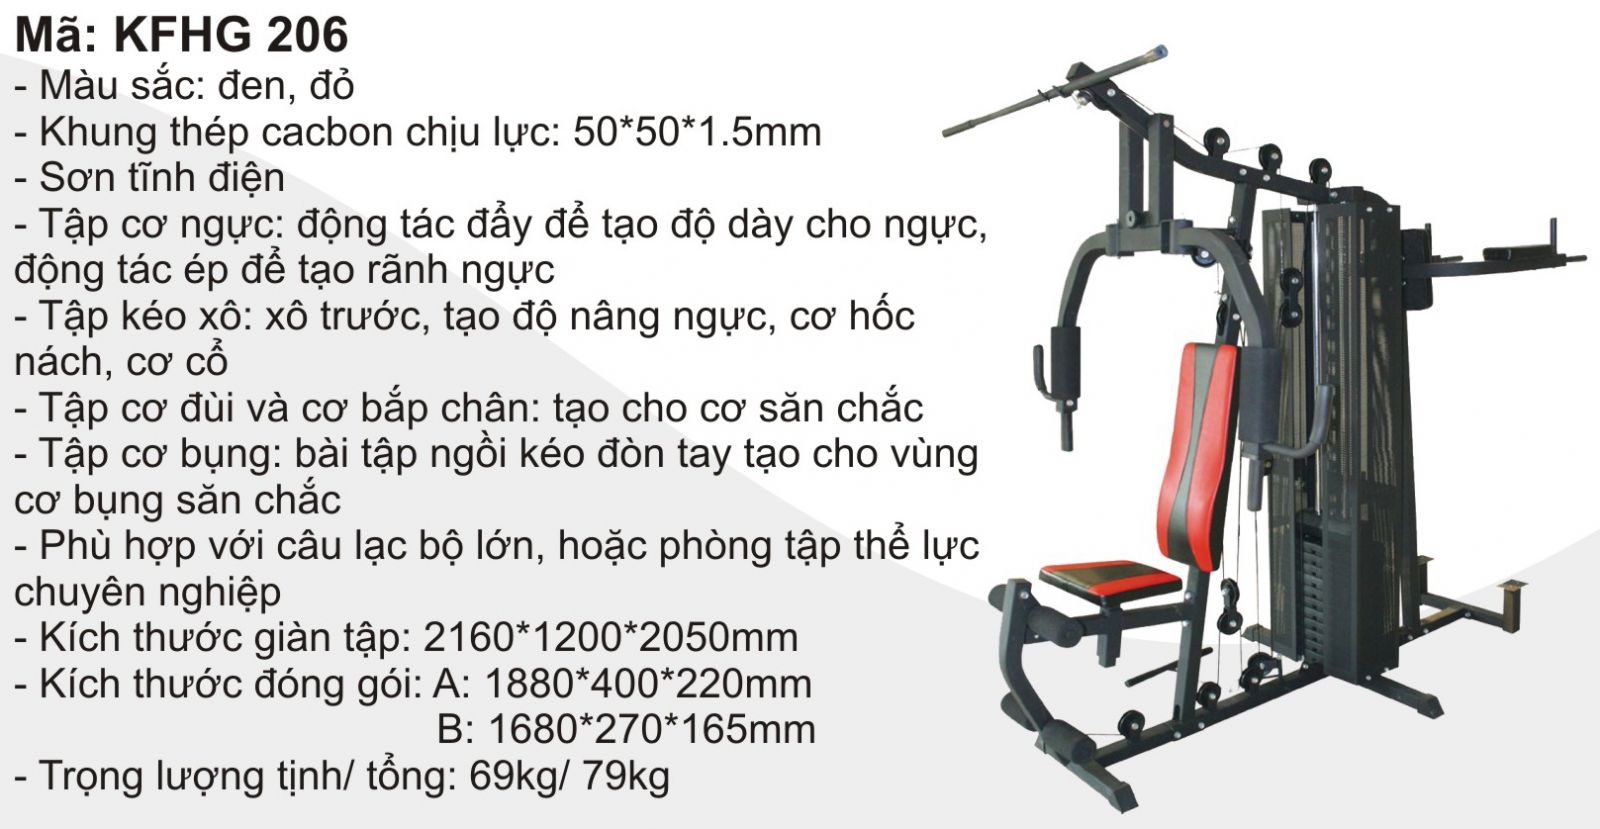 Mã: KFHG 206
- Màu sắc: đen, đỏ
- Khung thép cacbon chịu lực: 50*50*1.5mm
- Sơn tĩnh điện
- Tập cơ ngực: động tác đẩy để tạo độ dày cho ngực,
động tác ép để tạo rãnh ngực
- Tập kéo xô: xô trước, tạo độ nâng ngực, cơ hốc
nách, cơ cổ
- Tập cơ đùi và cơ bắp chân: tạo cho cơ săn chắc
- Tập cơ bụng: bài tập ngồi kéo đòn tay tạo cho vùng
cơ bụng săn chắc
- Phù hợp với câu lạc bộ lớn, hoặc phòng tập thể lực
chuyên nghiệp
- Kích thước giàn tập: 2160*1200*2050mm
- Kích thước đóng gói: A: 1880*400*220mm
B: 1680*270*165mm
- Trọng lượng tịnh/ tổng: 69kg/ 79kg